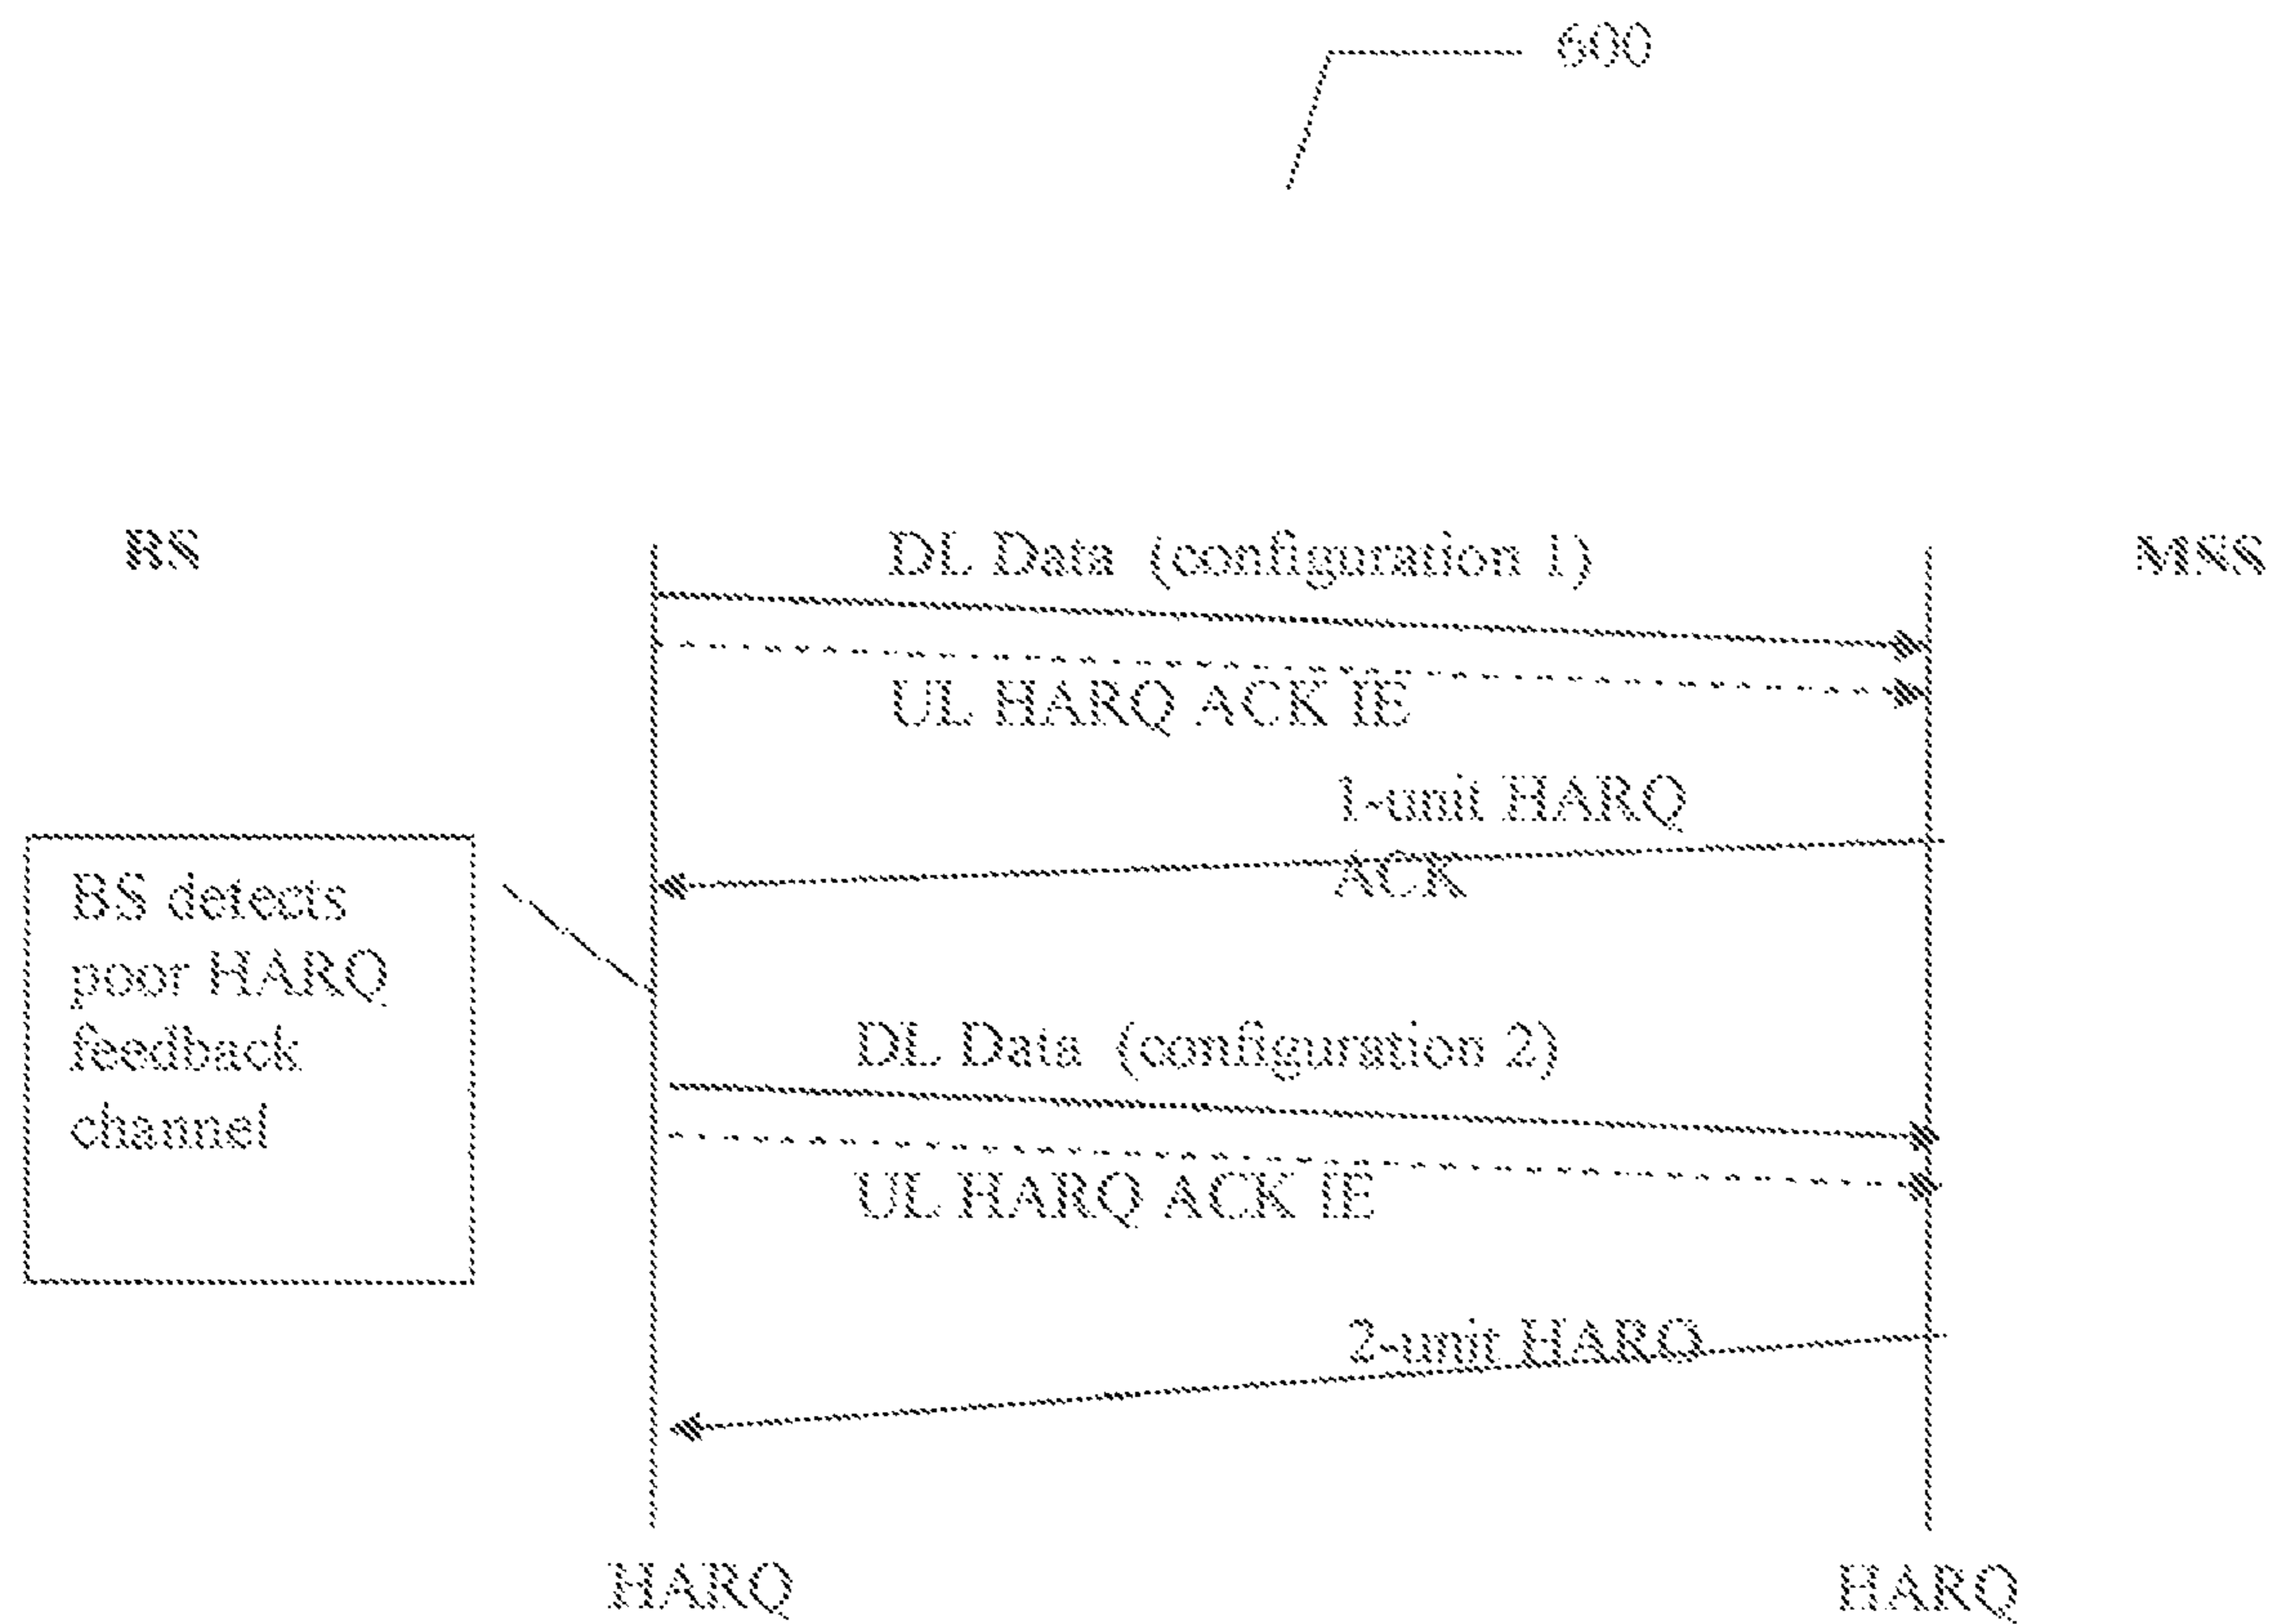 600
BS
DL Data (configuration 1)
MSS
UL HARQ ACK IE
1-unit HARQ
ACK
BS detects
poor HARQ
feedback
channel
DL Data (configuration 2)
UL HARQ ACK IE
2-unit HARQ
HARQ
HARQ